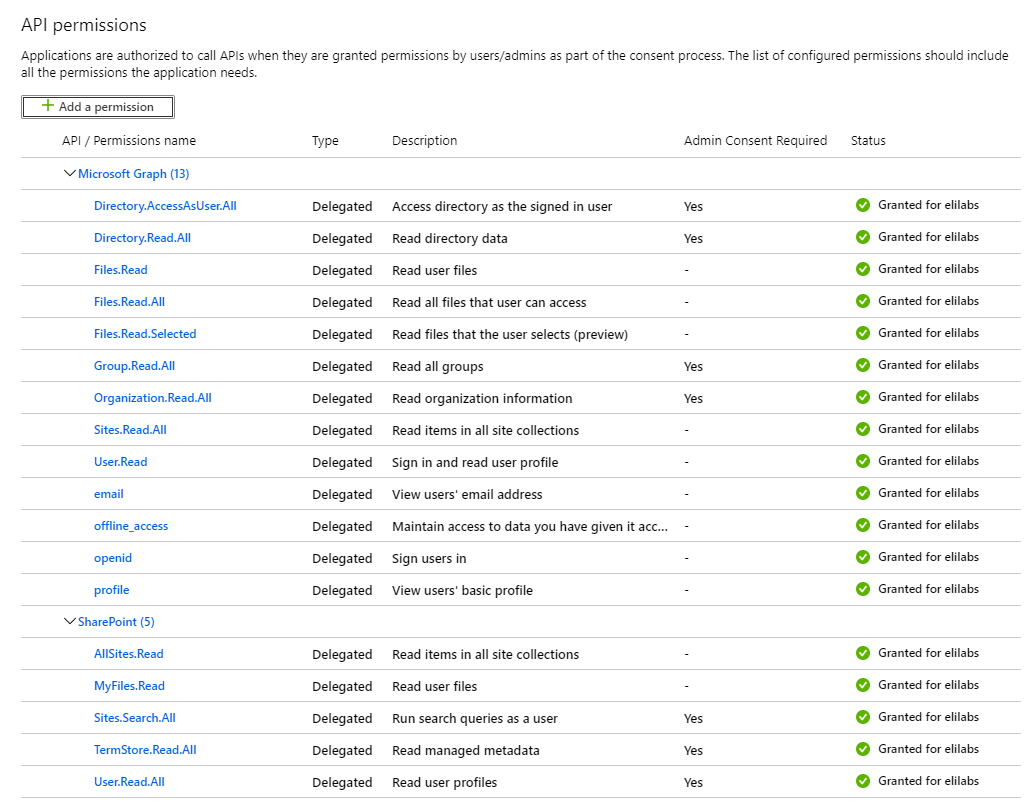 API permissions
Applications are authorized to call APIs when they are granted permissions by users/admins as part of the consent process. The list of configured permissions should include
all the permissions the application needs.
+ Add a permission
API / Permissions name Type Description Admin Consent Required Status
Microsoft Graph (13)
Directory.AccessAsUser.All Delegated Access directory as the signed in user Yes Granted for elilabs
Directory.Read.All Delegated Read directory data Yes Granted for elilabs
Files.Read Delegated Read user files - Granted for elilabs
Files.Read.All Delegated Read all files that user can access - Granted for elilabs
Files.Read.Selected Delegated Read files that the user selects (preview) - Granted for elilabs
Group.Read.All Delegated Read all groups Yes Granted for elilabs
Organization.Read.All Delegated Read organization information Yes Granted for elilabs
Sites.Read.All Delegated Read items in all site collections - Granted for elilabs
User.Read Delegated Sign in and read user profile - Granted for elilabs
email Delegated View users' email address - Granted for elilabs
offline_access Delegated Maintain access to data you have given it acc... - Granted for elilabs
openid Delegated Sign users in - Granted for elilabs
profile Delegated View users' basic profile - Granted for elilabs
SharePoint (5)
AllSites.Read Delegated Read items in all site collections - Granted for elilabs
MyFiles.Read Delegated Read user files - Granted for elilabs
Sites.Search.All Delegated Run search queries as a user Yes Granted for elilabs
TermStore.Read.All Delegated Read managed metadata Yes Granted for elilabs
User.Read.All Delegated Read user profiles Yes Granted for elilabs